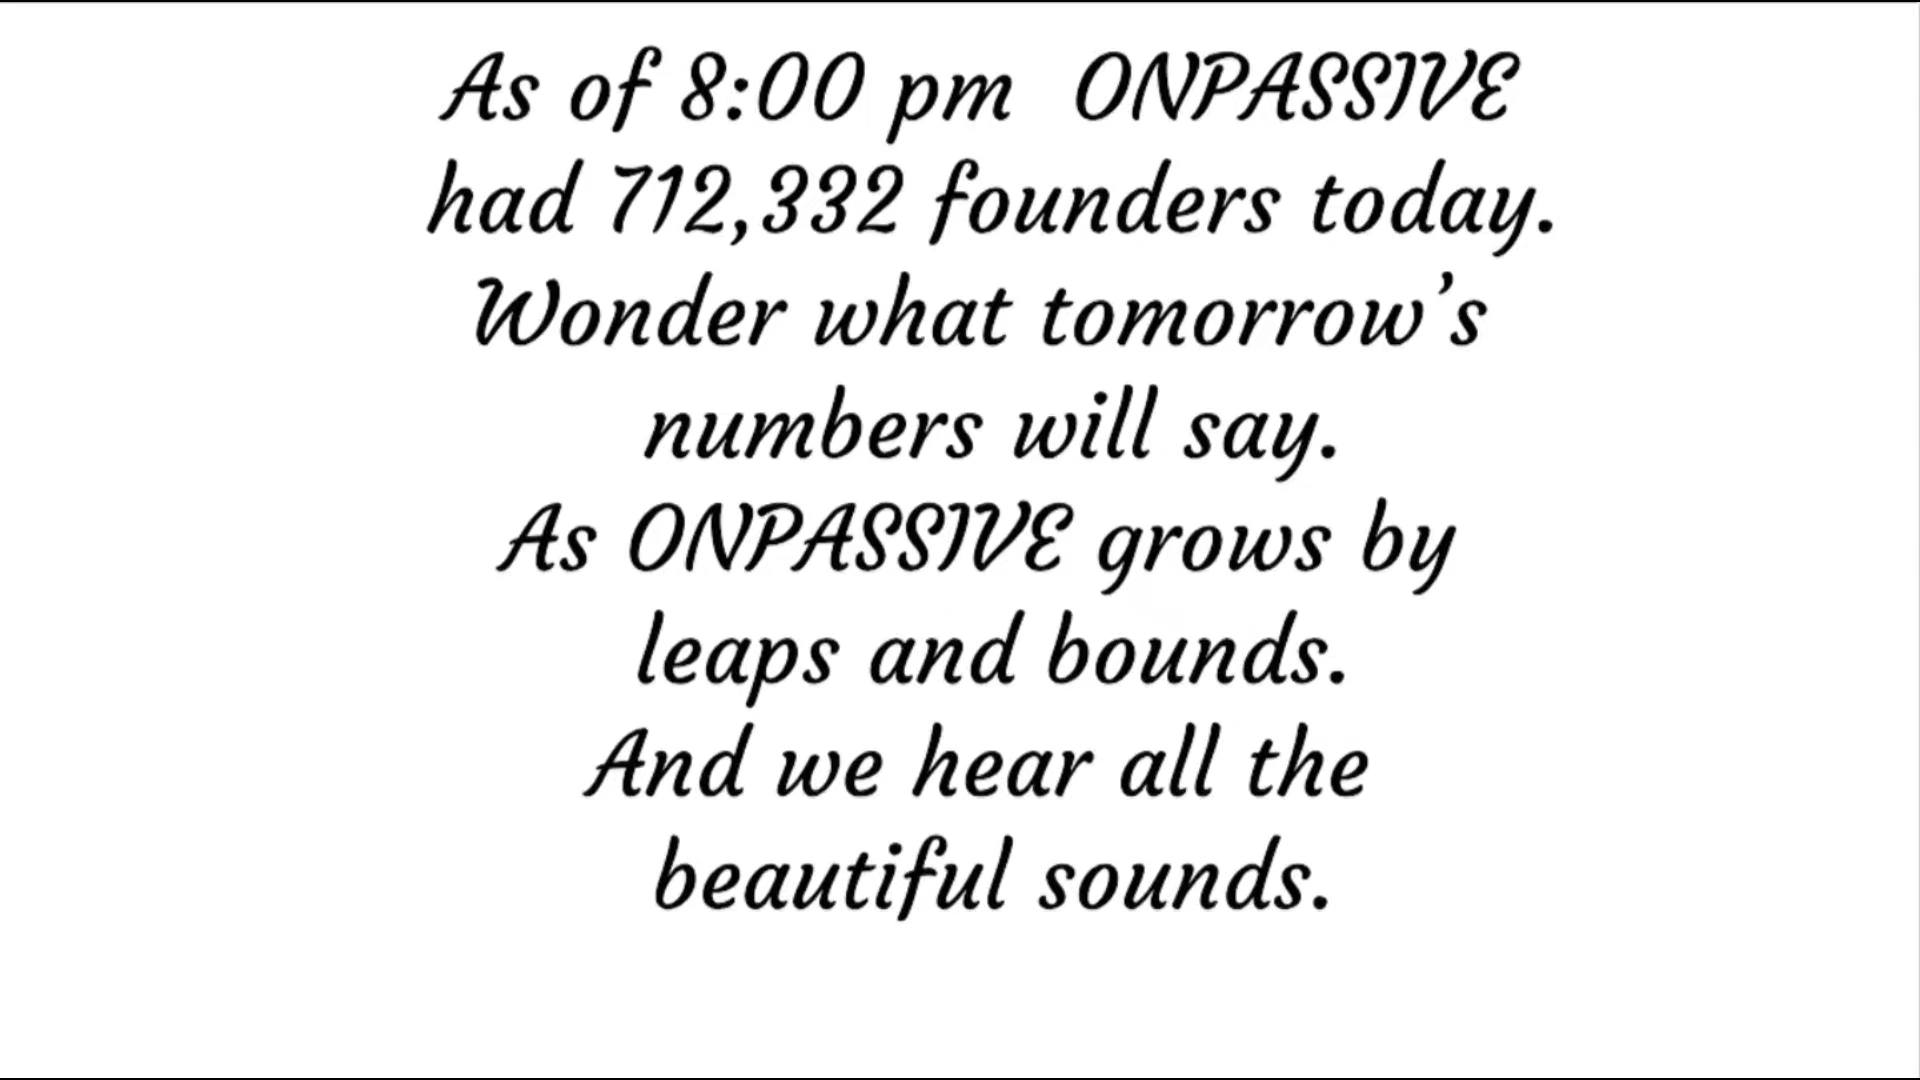 As of 8:00 pm  ONPASSIVE
had 712,332 founders today.
Wonder what tomorrow’s
numbers will say.
As ONPASSIVE grows by
leaps and bounds.
And we hear all the
beautiful sounds.